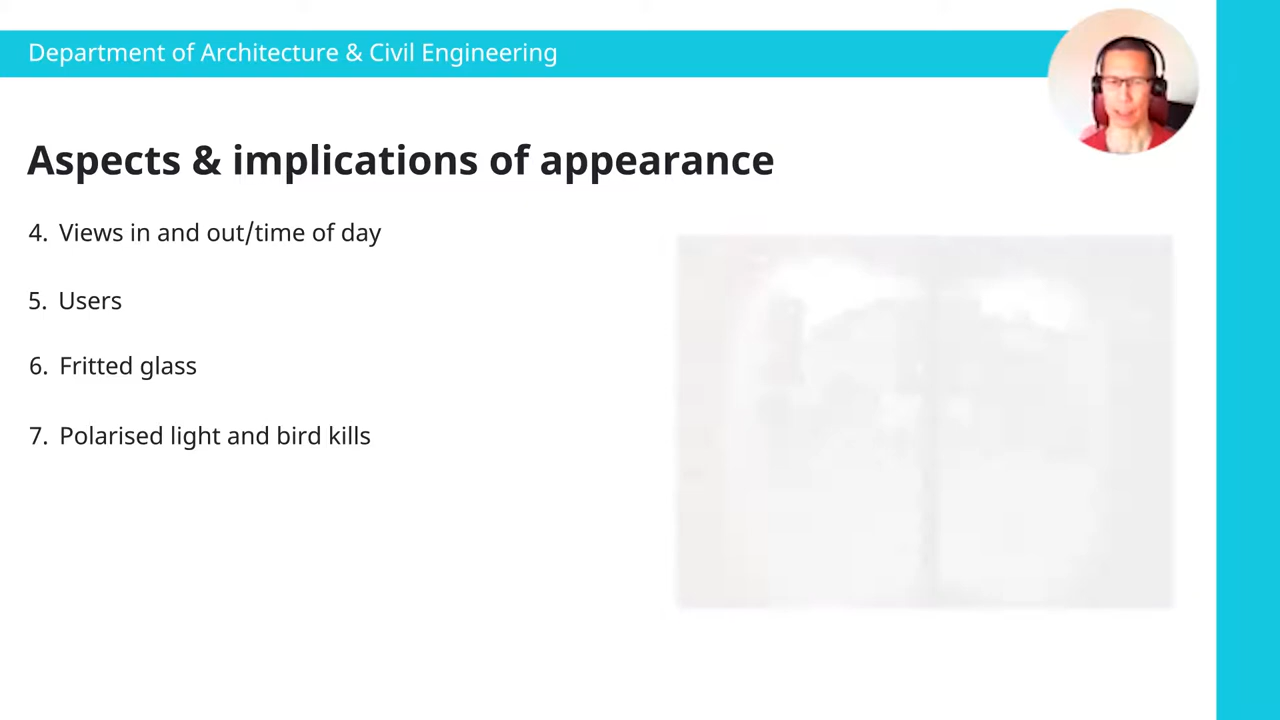 Department of Architecture & Civil Engineering
Aspects & implications of appearance
4. Views in and out/time of day
5. Users
6. Fritted glass
7. Polarised light and bird kills